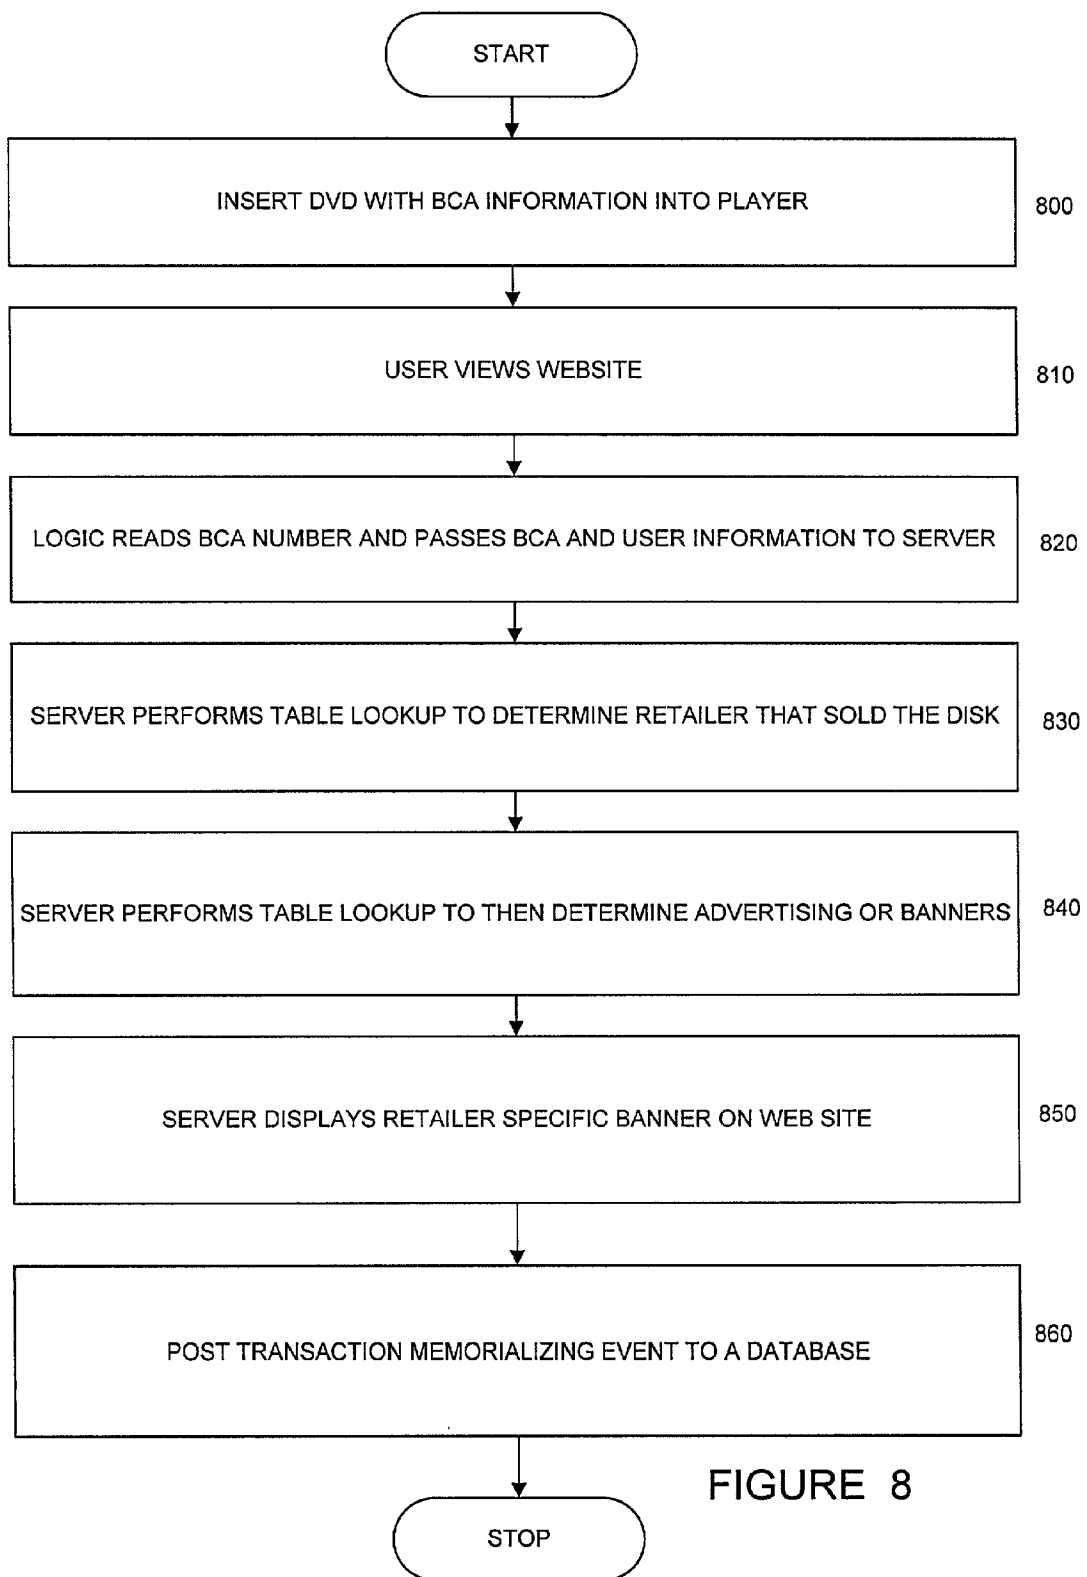 START
INSERT DVD WITH BCA INFORMATION INTO PLAYER
800
USER VIEWS WEBSITE
810
LOGIC READS BCA NUMBER AND PASSES BCA AND USER INFORMATION TO SERVER
820
SERVER PERFORMS TABLE LOOKUP TO DETERMINE RETAILER THAT SOLD THE DISK
830
SERVER PERFORMS TABLE LOOKUP TO THEN DETERMINE ADVERTISING OR BANNERS
840
SERVER DISPLAYS RETAILER SPECIFIC BANNER ON WEB SITE
850
POST TRANSACTION MEMORIALIZING EVENT TO A DATABASE
860
FIGURE 8
STOP